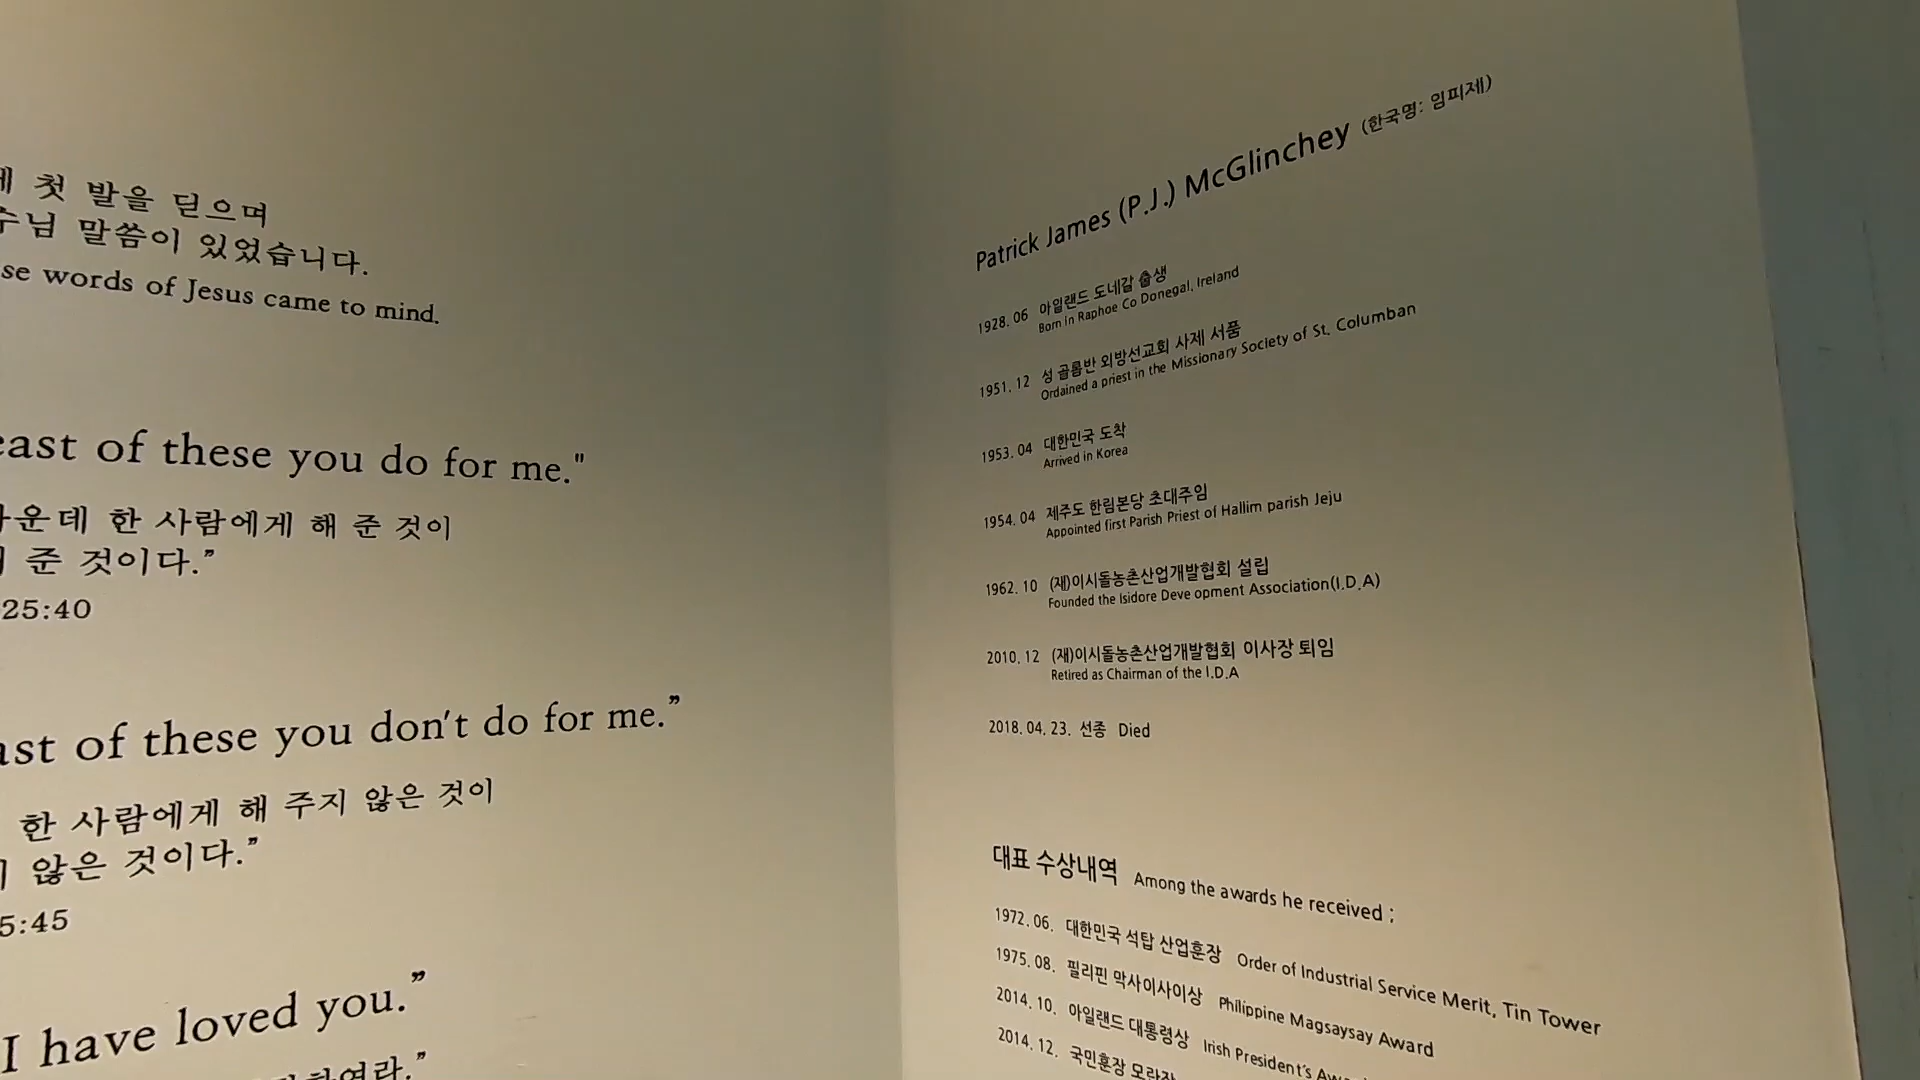 첫 발을 딛으며
말씀이 있었습니다.
words of Jesus came to mind.
of these you do for me."
한 사람에게 해 준 것이
준 것이다.”
25:40
of these you don't do for me.”
한 사람에게 해 주지 않은 것이
않은 것이다.”
5:45
I have loved you.”
Patrick James (P.J.) McGlinchey (한국명: 임피제)
1928. 06 아일랜드 도네갈 출생
Born in Raphoe Co Donegal, Ireland
1951. 12 성 골롬반 외방선교회 사제 서품
Ordained a priest in the Missionary Society of St. Columban
1953. 04 대한민국 도착
Arrived in Korea
1954. 04 제주도 한림본당 초대주임
Appointed first Parish Priest of Hallim parish Jeju
1962. 10 (재)이시돌농촌산업개발협회 설립
Founded the Isidore Deve opment Association(I.D.A)
2010. 12 (재)이시돌농촌산업개발협회 이사장 퇴임
Retired as Chairman of the I.D.A
2018. 04. 23. 선종 Died
대표 수상내역 Among the awards he received ;
1972. 06. 대한민국 석탑 산업훈장 Order of Industrial Service Merit, Tin Tower
1975. 08. 필리핀 막사이사이상 Philippine Magsaysay Award
2014. 10. 아일랜드 대통령상 Irish President's
2014. 12. 국민훈장